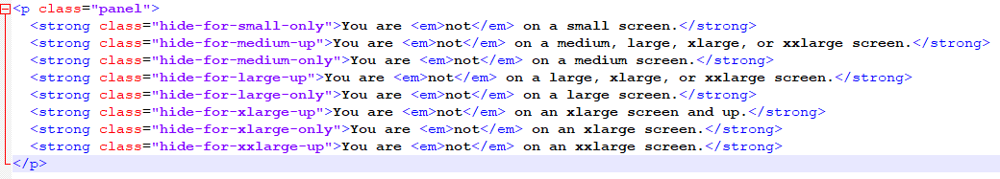 <p class="panel">
<strong class="hide-for-small-only">You are <em>not</em> on a small screen.</strong>
<strong class="hide-for-medium-up">You are <em>not</em> on a medium, large, xlarge, or xxlarge screen.</strong>
<strong class="hide-for-medium-only">You are <em>not</em> on a medium screen.</strong>
<strong class="hide-for-large-up">You are <em>not</em> on a large, xlarge, or xxlarge screen.</strong>
<strong class="hide-for-large-only">You are <em>not</em> on a large screen.</strong>
<strong class="hide-for-xlarge-up">You are <em>not</em> on an xlarge screen and up.</strong>
<strong class="hide-for-xlarge-only">You are <em>not</em> on an xlarge screen.</strong>
<strong class="hide-for-xxlarge-up">You are <em>not</em> on an xxlarge screen.</strong>
</p>